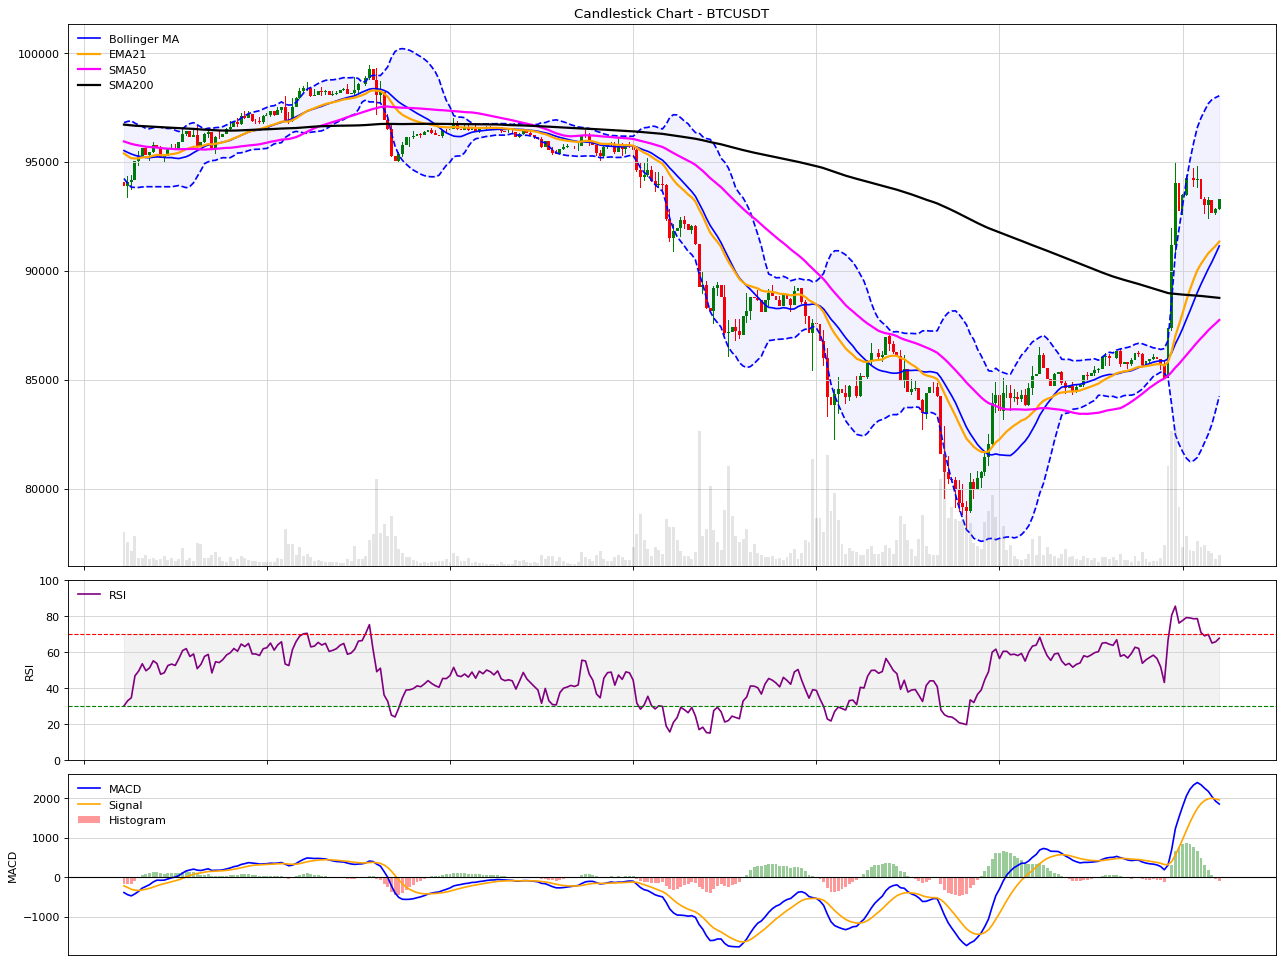 Candlestick Chart - BTCUSDT
Bollinger MA
EMA21
SMA50
SMA200
100000
95000
90000
85000
80000
RSI
RSI
100
80
60
40
20
0
MACD
MACD
Signal
Histogram
2000
1000
0
−1000